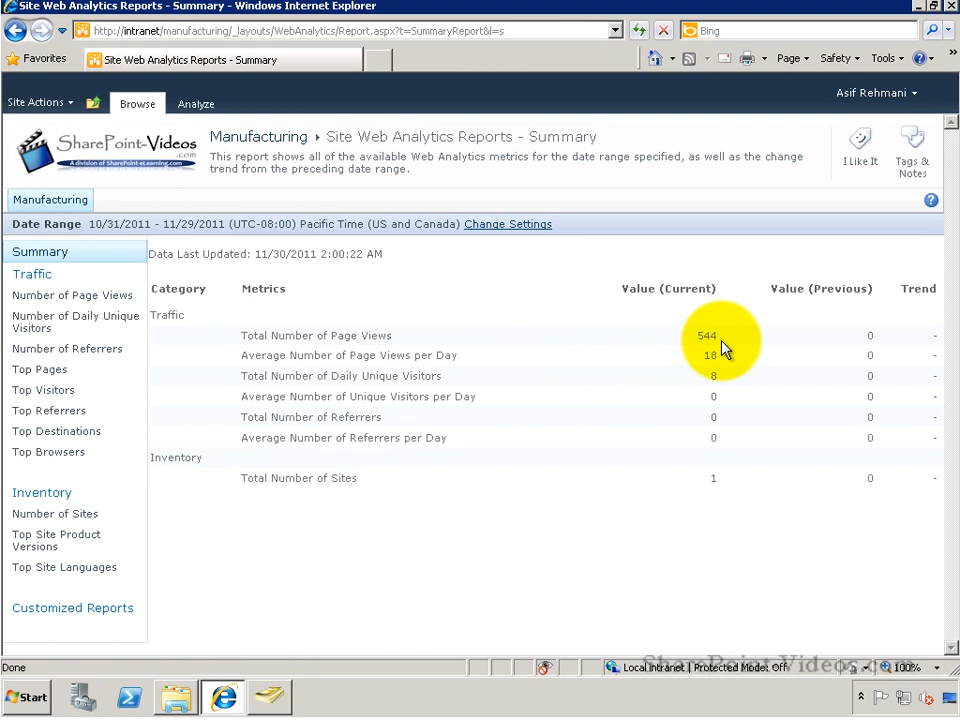 Site Web Analytics Reports - Summary - Windows Internet Explorer
http://intranet/manufacturing/_layouts/WebAnalytics/Report.aspx?t=SummaryReport&l=s
Bing
Favorites
Site Web Analytics Reports - Summary
Page
Safety
Tools
Site Actions
Browse
Analyze
Asif Rehmani
SharePoint-Videos
.com
A division of SharePoint-eLearning.com
Manufacturing
Site Web Analytics Reports - Summary
This report shows all of the available Web Analytics metrics for the date range specified, as well as the change
trend from the preceding date range.
I Like It
Tags &
Notes
Manufacturing
Date Range 10/31/2011 - 11/29/2011 (UTC-08:00) Pacific Time (US and Canada) Change Settings
Summary
Traffic
Number of Page Views
Number of Daily Unique
Visitors
Number of Referrers
Top Pages
Top Visitors
Top Referrers
Top Destinations
Top Browsers
Inventory
Number of Sites
Top Site Product
Versions
Top Site Languages
Customized Reports
Data Last Updated: 11/30/2011 2:00:22 AM
Category Metrics Value (Current) Value (Previous) Trend
Traffic
Total Number of Page Views 544 0 -
Average Number of Page Views per Day 18 0 -
Total Number of Daily Unique Visitors 8 0 -
Average Number of Unique Visitors per Day 0 0 -
Total Number of Referrers 0 0 -
Average Number of Referrers per Day 0 0 -
Inventory
Total Number of Sites 1 0 -
Done
Local intranet | Protected Mode: Off
100%
SharePoint-Videos.com
Start